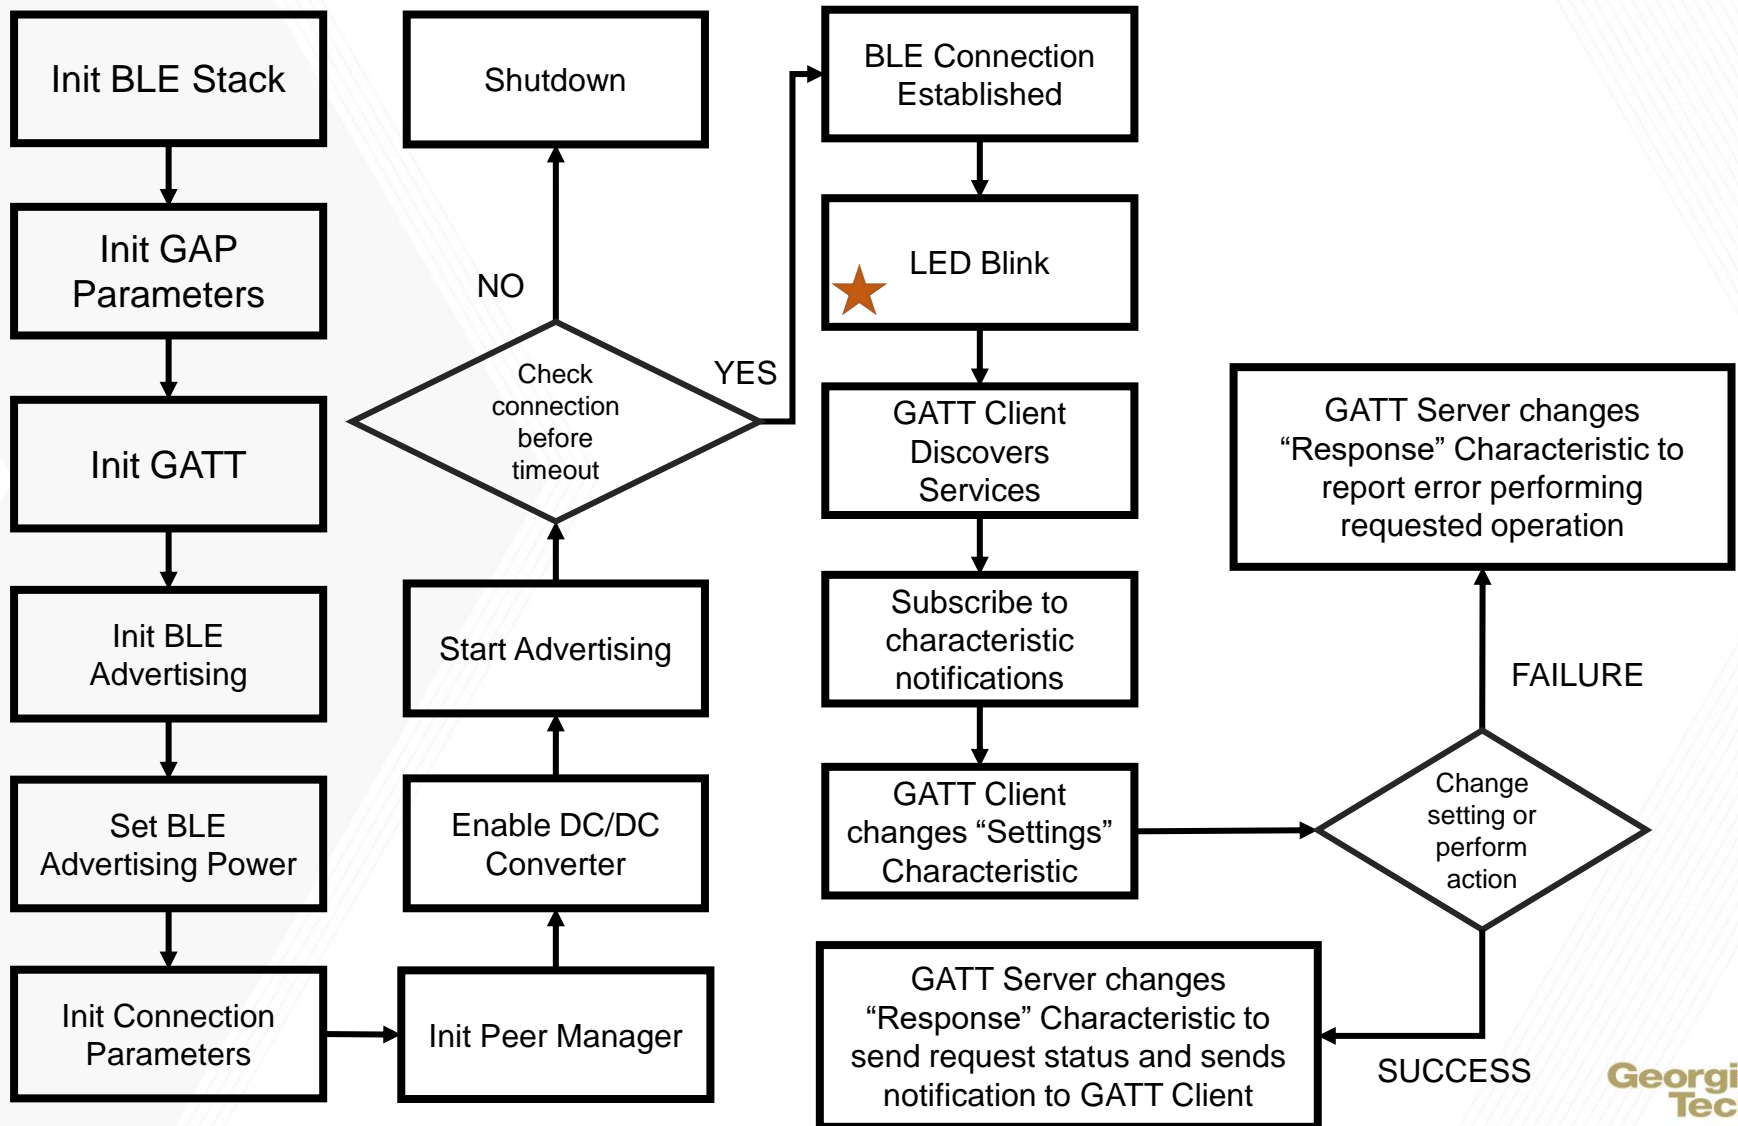 Init BLE Stack
Init GAP
Parameters
Init GATT
Init BLE
Advertising
Set BLE
Advertising Power
Init Connection
Parameters
Init Peer Manager
Enable DC/DC
Converter
Start Advertising
Check
connection
before
timeout
NO
Shutdown
YES
BLE Connection
Established
LED Blink
GATT Client
Discovers
Services
Subscribe to
characteristic
notifications
GATT Client
changes “Settings”
Characteristic
Change
setting or
perform
action
FAILURE
GATT Server changes
“Response” Characteristic to
report error performing
requested operation
SUCCESS
GATT Server changes
“Response” Characteristic to
send request status and sends
notification to GATT Client
Georgi
Tec